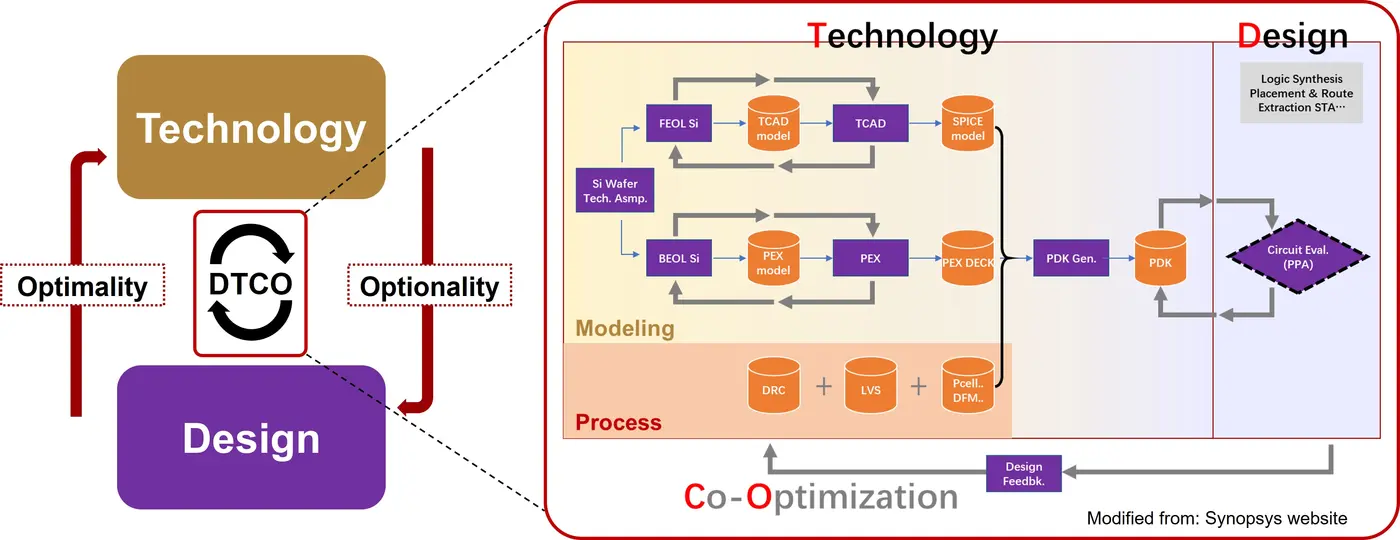 Technology
Optimality
DTCO
Optionality
Design
Technology
Design
Logic Synthesis
Placement & Route
Extraction STA···
FEOL Si
TCAD
model
TCAD
SPICE
model
Si Wafer
Tech. Asmp.
BEOL Si
PEX
model
PEX
PEX DECK
PDK Gen.
PDK
Circuit Eval.
(PPA)
Modeling
DRC
+
LVS
+
Pcell..
DFM..
Process
Design
Feedbk.
Co-Optimization
Modified from: Synopsys website